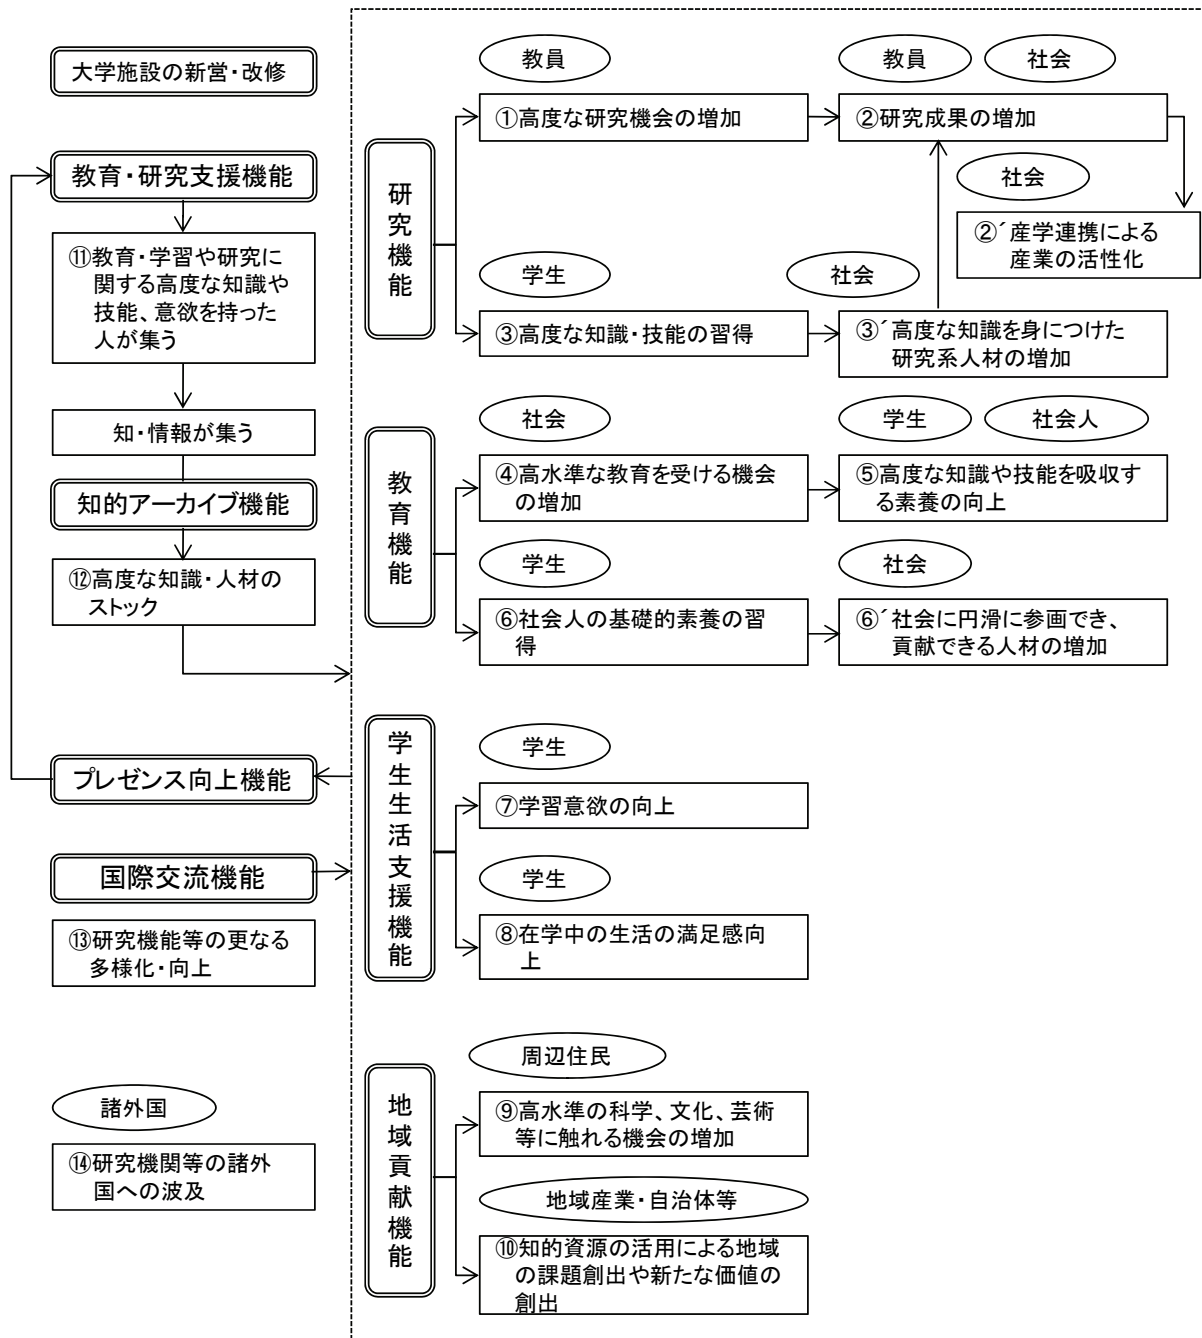 大学施設の新営・改修
教育・研究支援機能
⑪教育・学習や研究に
関する高度な知識や
技能、意欲を持った
人が集う
知・情報が集う
知的アーカイブ機能
⑫高度な知識・人材の
ストック
プレゼンス向上機能
国際交流機能
⑬研究機能等の更なる
多様化・向上
諸外国
⑭研究機関等の諸外
国への波及
研究機能
教員
①高度な研究機会の増加
教員
社会
②研究成果の増加
社会
②´産学連携による
産業の活性化
学生
③高度な知識・技能の習得
社会
③´高度な知識を身につけた
研究系人材の増加
教育機能
社会
④高水準な教育を受ける機会
の増加
学生
社会人
⑤高度な知識や技能を吸収す
る素養の向上
学生
⑥社会人の基礎的素養の習
得
社会
⑥´社会に円滑に参画でき、
貢献できる人材の増加
学生生活支援機能
学生
⑦学習意欲の向上
学生
⑧在学中の生活の満足感向
上
地域貢献機能
周辺住民
⑨高水準の科学、文化、芸術
等に触れる機会の増加
地域産業・自治体等
⑩知的資源の活用による地域
の課題創出や新たな価値の
創出